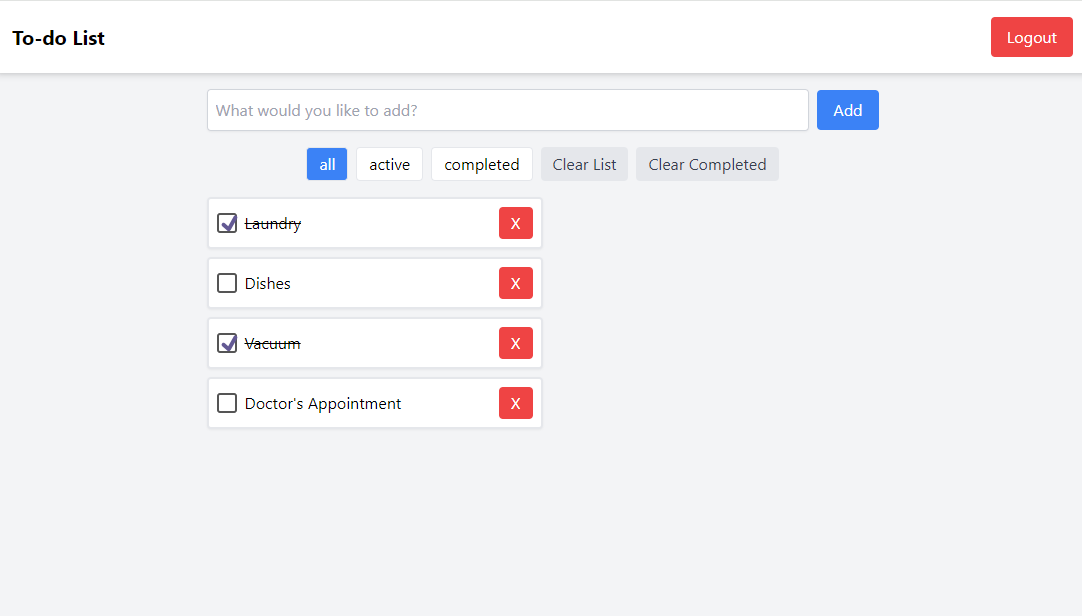 To-do List
Logout
What would you like to add?
Add
all active completed Clear List Clear Completed
Laundry X
Dishes X
Vacuum X
Doctor's Appointment X